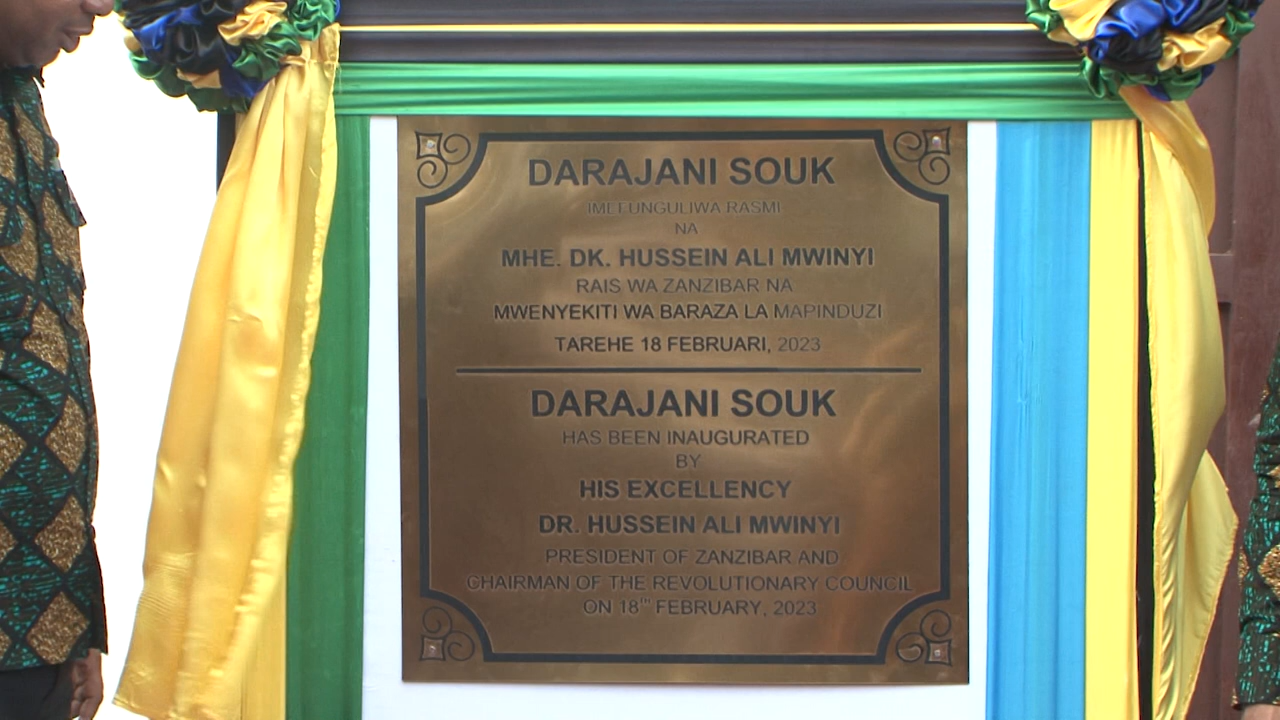 DARAJANI SOUK
IMEFUNGULIWA RASMI
NA
MHE. DK. HUSSEIN ALI MWINYI
RAIS WA ZANZIBAR NA
MWENYEKITI WA BARAZA LA MAPINDUZI
TAREHE 18 FEBRUARI, 2023
DARAJANI SOUK
HAS BEEN INAUGURATED
BY
HIS EXCELLENCY
DR. HUSSEIN ALI MWINYI
PRESIDENT OF ZANZIBAR AND
CHAIRMAN OF THE REVOLUTIONARY COUNCIL
ON 18th FEBRUARY, 2023